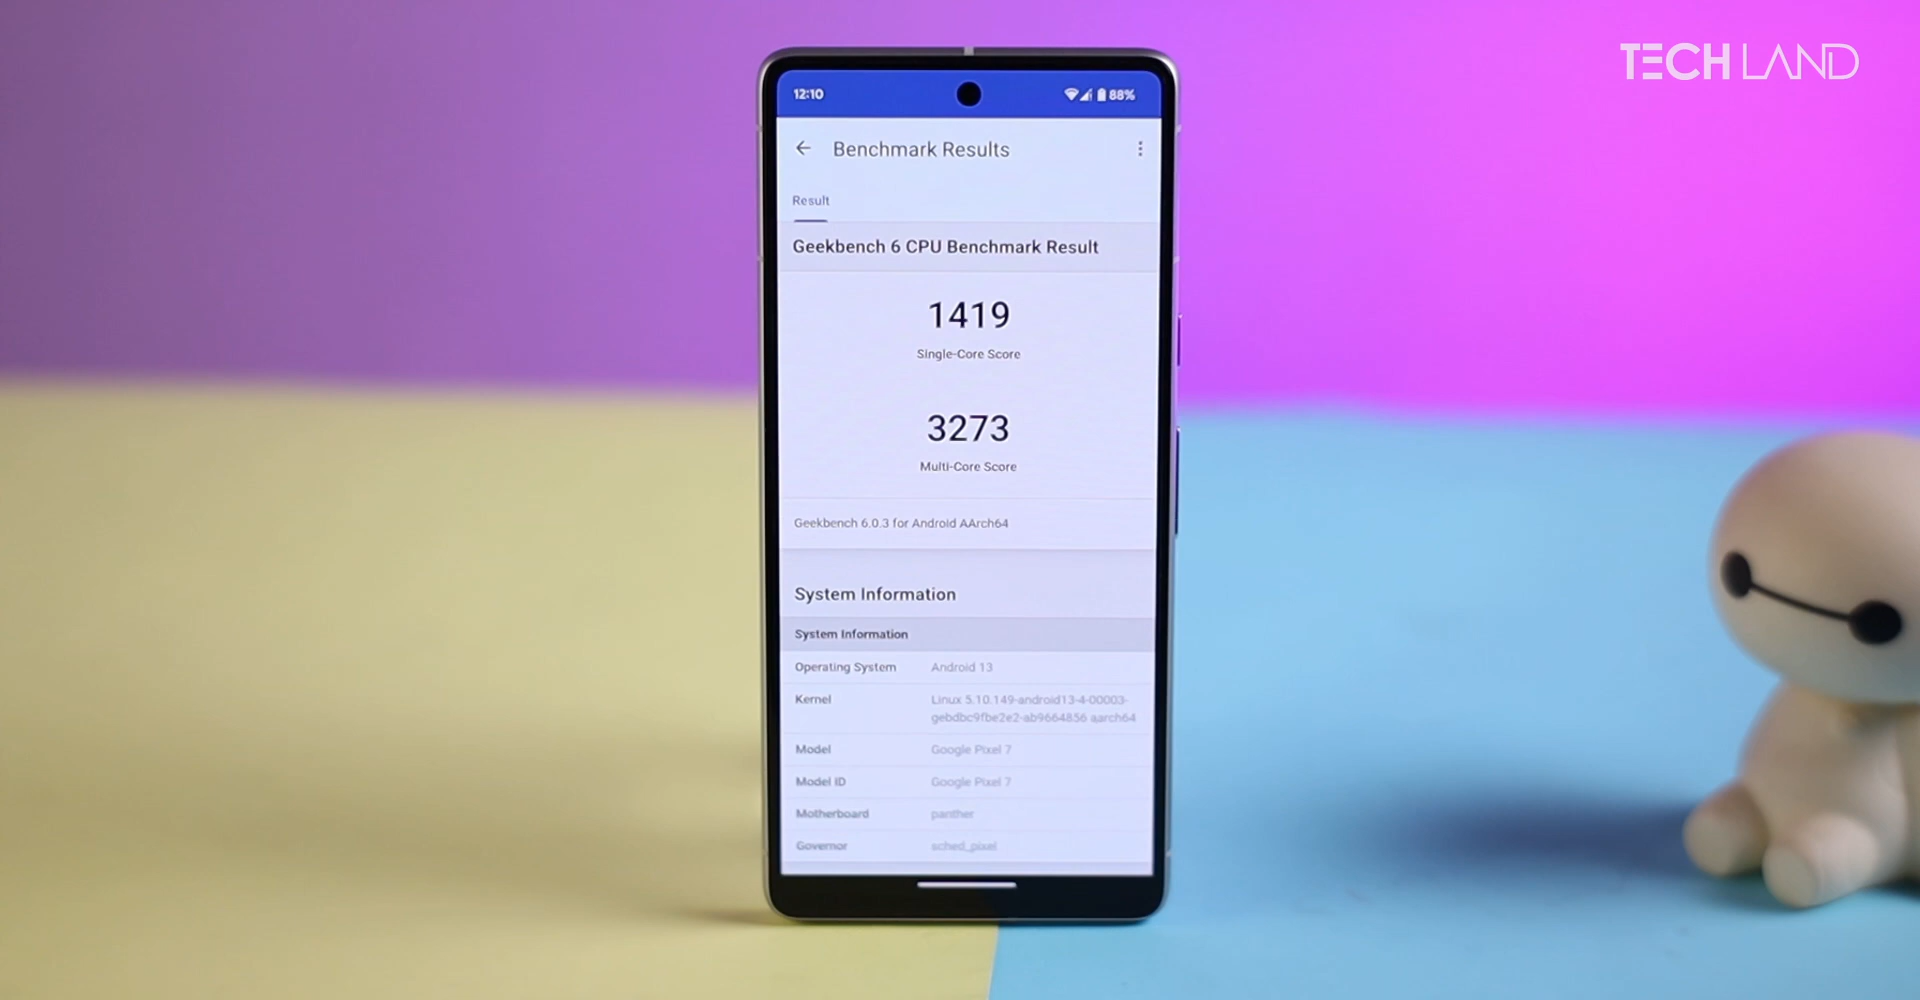 TECH LAND
12:10
88%
Benchmark Results
Result
Geekbench 6 CPU Benchmark Result
1419
Single-Core Score
3273
Multi-Core Score
Geekbench 6.0.3 for Android AArch64
System Information
System Information
Operating System Android 13
Kernel Linux 5.10.149-android13-4-00003-
gebdbc9fbe2e2-ab9664856 aarch64
Model Google Pixel 7
Model ID Google Pixel 7
Motherboard panther
Governor sched_pixel